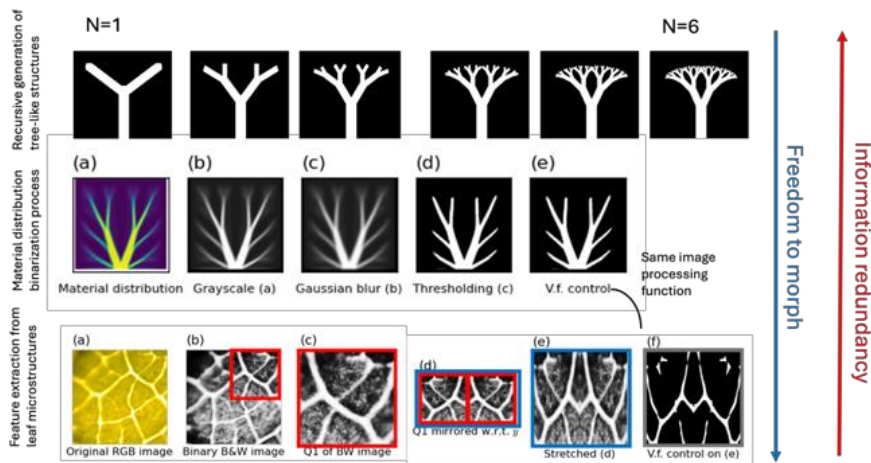 N=1
N=6
Recursive generation of
tree-like structures
(a)
(b)
(c)
(d)
(e)
Material distribution
binarization process
Material distribution
Grayscale (a)
Gaussian blur (b)
Thresholding (c)
V.f. control
Same image
processing
function
Feature extraction from
leaf microstructures
(a)
(b)
(c)
(d)
(e)
(f)
Original RGB image
Binary B&W image
Q1 of BW image
Q1 mirrored w.r.t. y
Stretched (d)
V.f. control on (e)
Freedom to morph
Information redundancy